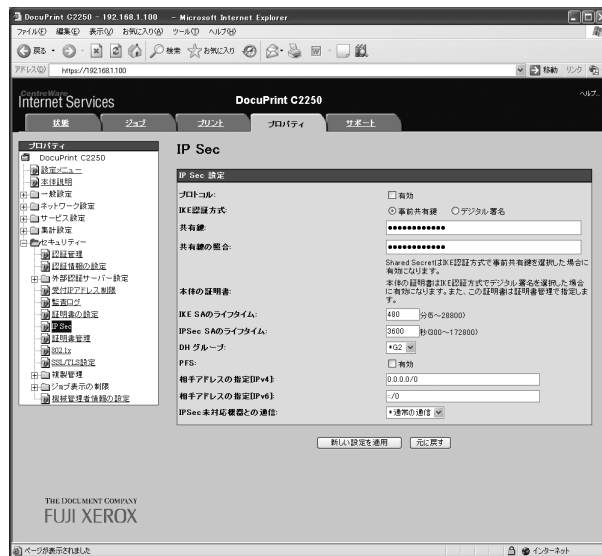 DocuPrint C2250 - 192.168.1.100 - Microsoft Internet Explorer
ファイル(F) 編集(E) 表示(V) お気に入り(A) ツール(T) ヘルプ(H)
戻る 検索 お気に入り
アドレス(D) https://192.168.1.100 移動 リンク
CentreWare
Internet Services
DocuPrint C2250
ヘルプ...
状態 ジョブ プリント プロパティ サポート
プロパティ
DocuPrint C2250
設定メニュー
本体説明
一般設定
ネットワーク設定
サービス設定
集計設定
セキュリティー
認証管理
認証情報の設定
外部認証サーバー設定
受付IPアドレス制限
監査ログ
証明書の設定
IP Sec
証明書管理
802.1x
SSL/TLS設定
複製管理
ジョブ表示の制限
機械管理者情報の設定
IP Sec
IP Sec 設定
プロトコル: 有効
IKE認証方式: 事前共有鍵 デジタル署名
共有鍵: ●●●●●●●●●●●●
共有鍵の照合: ●●●●●●●●●●●●
Shared SecretはIKE認証方式で事前共有鍵を選択した場合に
有効になります。
本体の証明書: 本体の証明書はIKE認証方式でデジタル署名を選択した場合
に有効になります。また、この証明書は証明書管理で指定しま
す。
IKE SAのライフタイム: 480 分(5～28800)
IPSec SAのライフタイム: 3600 秒(300～172800)
DH グループ: *G2
PFS: 有効
相手アドレスの指定[IPv4]: 0.0.0.0/0
相手アドレスの指定[IPv6]: ::/0
IPSec未対応機器との通信: *通常の通信
新しい設定を適用 元に戻す
THE DOCUMENT COMPANY
FUJI XEROX
ページが表示されました インターネット